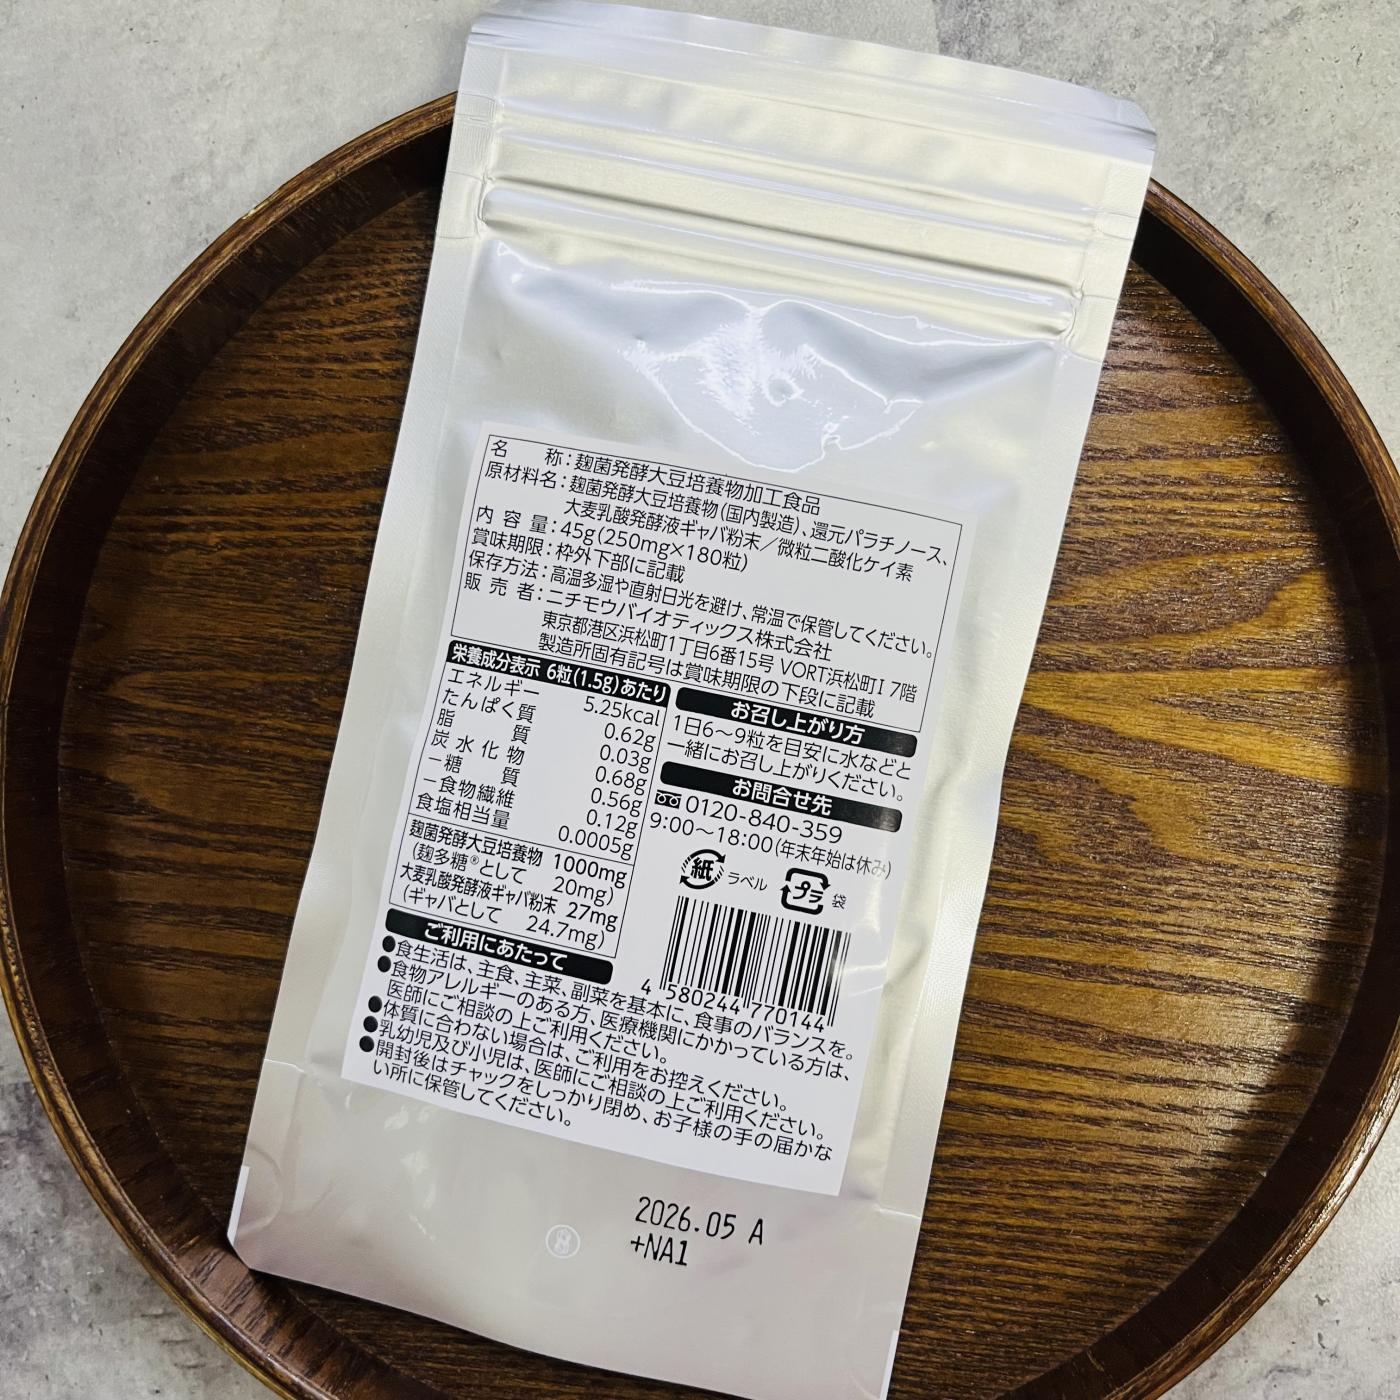 名称：麹菌発酵大豆培養物加工食品
原材料名：麹菌発酵大豆培養物(国内製造)、還元パラチノース、
大麦乳酸発酵液ギャバ粉末／微粒二酸化ケイ素
内容量：45g(250mg×180粒)
賞味期限：枠外下部に記載
保存方法：高温多湿や直射日光を避け、常温で保管してください。
販売者：ニチモウバイオティックス株式会社
東京都港区浜松町1丁目6番15号 VORT浜松町Ⅰ 7階
製造所固有記号は賞味期限の下段に記載
栄養成分表示 6粒(1.5g)あたり
エネルギー 5.25kcal
たんぱく質 0.62g
脂質 0.03g
炭水化物 0.68g
－糖質 0.56g
－食物繊維 0.12g
食塩相当量 0.0005g
麹菌発酵大豆培養物 1000mg
(麹多糖®として 20mg)
大麦乳酸発酵液ギャバ粉末 27mg
(ギャバとして 24.7mg)
お召し上がり方
1日6～9粒を目安に水などと
一緒にお召し上がりください。
お問合せ先
0120-840-359
9:00～18:00(年末年始は休み)
紙 ラベル プラ 袋
4 580244 770144
ご利用にあたって
●食生活は、主食、主菜、副菜を基本に、食事のバランスを。
●食物アレルギーのある方、医療機関にかかっている方は、
医師にご相談の上ご利用ください。
●体質に合わない場合は、ご利用をお控えください。
●乳幼児及び小児は、医師にご相談の上ご利用ください。
●開封後はチャックをしっかり閉め、お子様の手の届かな
い所に保管してください。
2026.05 A
+NA1